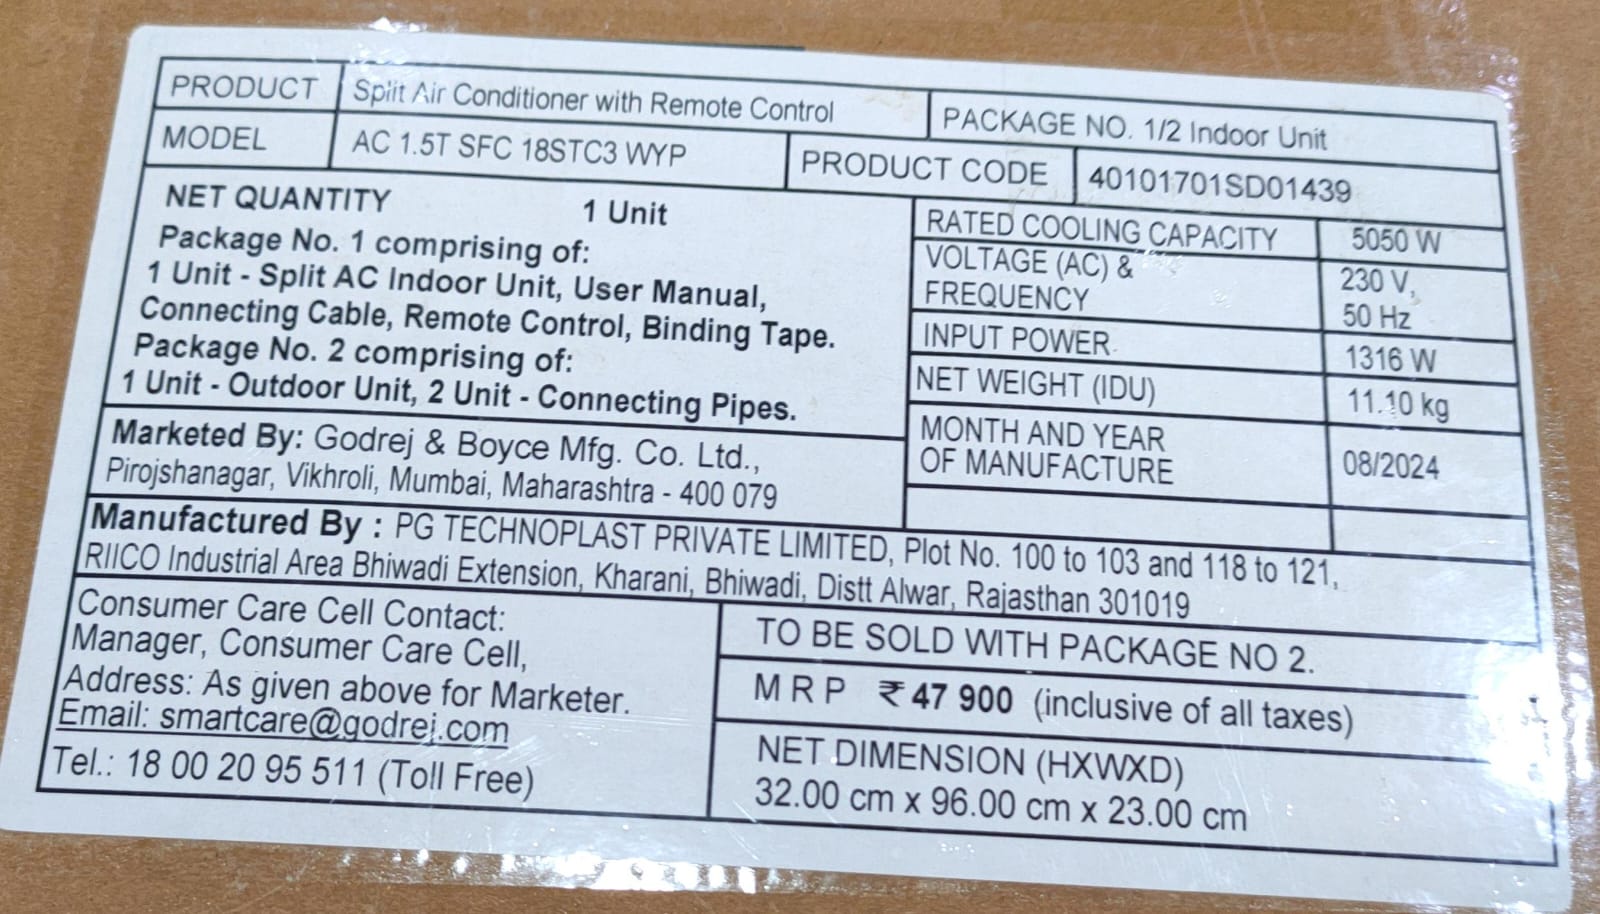 PRODUCT Split Air Conditioner with Remote Control PACKAGE NO. 1/2 Indoor Unit
MODEL AC 1.5T SFC 18STC3 WYP PRODUCT CODE 40101701SD01439
NET QUANTITY 1 Unit
Package No. 1 comprising of:
1 Unit - Split AC Indoor Unit, User Manual,
Connecting Cable, Remote Control, Binding Tape.
Package No. 2 comprising of:
1 Unit - Outdoor Unit, 2 Unit - Connecting Pipes.
RATED COOLING CAPACITY 5050 W
VOLTAGE (AC) & 230 V,
FREQUENCY 50 Hz
INPUT POWER 1316 W
NET WEIGHT (IDU) 11.10 kg
MONTH AND YEAR
OF MANUFACTURE 08/2024
Marketed By: Godrej & Boyce Mfg. Co. Ltd.,
Pirojshanagar, Vikhroli, Mumbai, Maharashtra - 400 079
Manufactured By : PG TECHNOPLAST PRIVATE LIMITED, Plot No. 100 to 103 and 118 to 121,
RIICO Industrial Area Bhiwadi Extension, Kharani, Bhiwadi, Distt Alwar, Rajasthan 301019
Consumer Care Cell Contact:
Manager, Consumer Care Cell,
Address: As given above for Marketer.
Email: smartcare@godrej.com
Tel.: 18 00 20 95 511 (Toll Free)
TO BE SOLD WITH PACKAGE NO 2.
M R P ₹ 47 900 (inclusive of all taxes)
NET DIMENSION (HXWXD)
32.00 cm x 96.00 cm x 23.00 cm